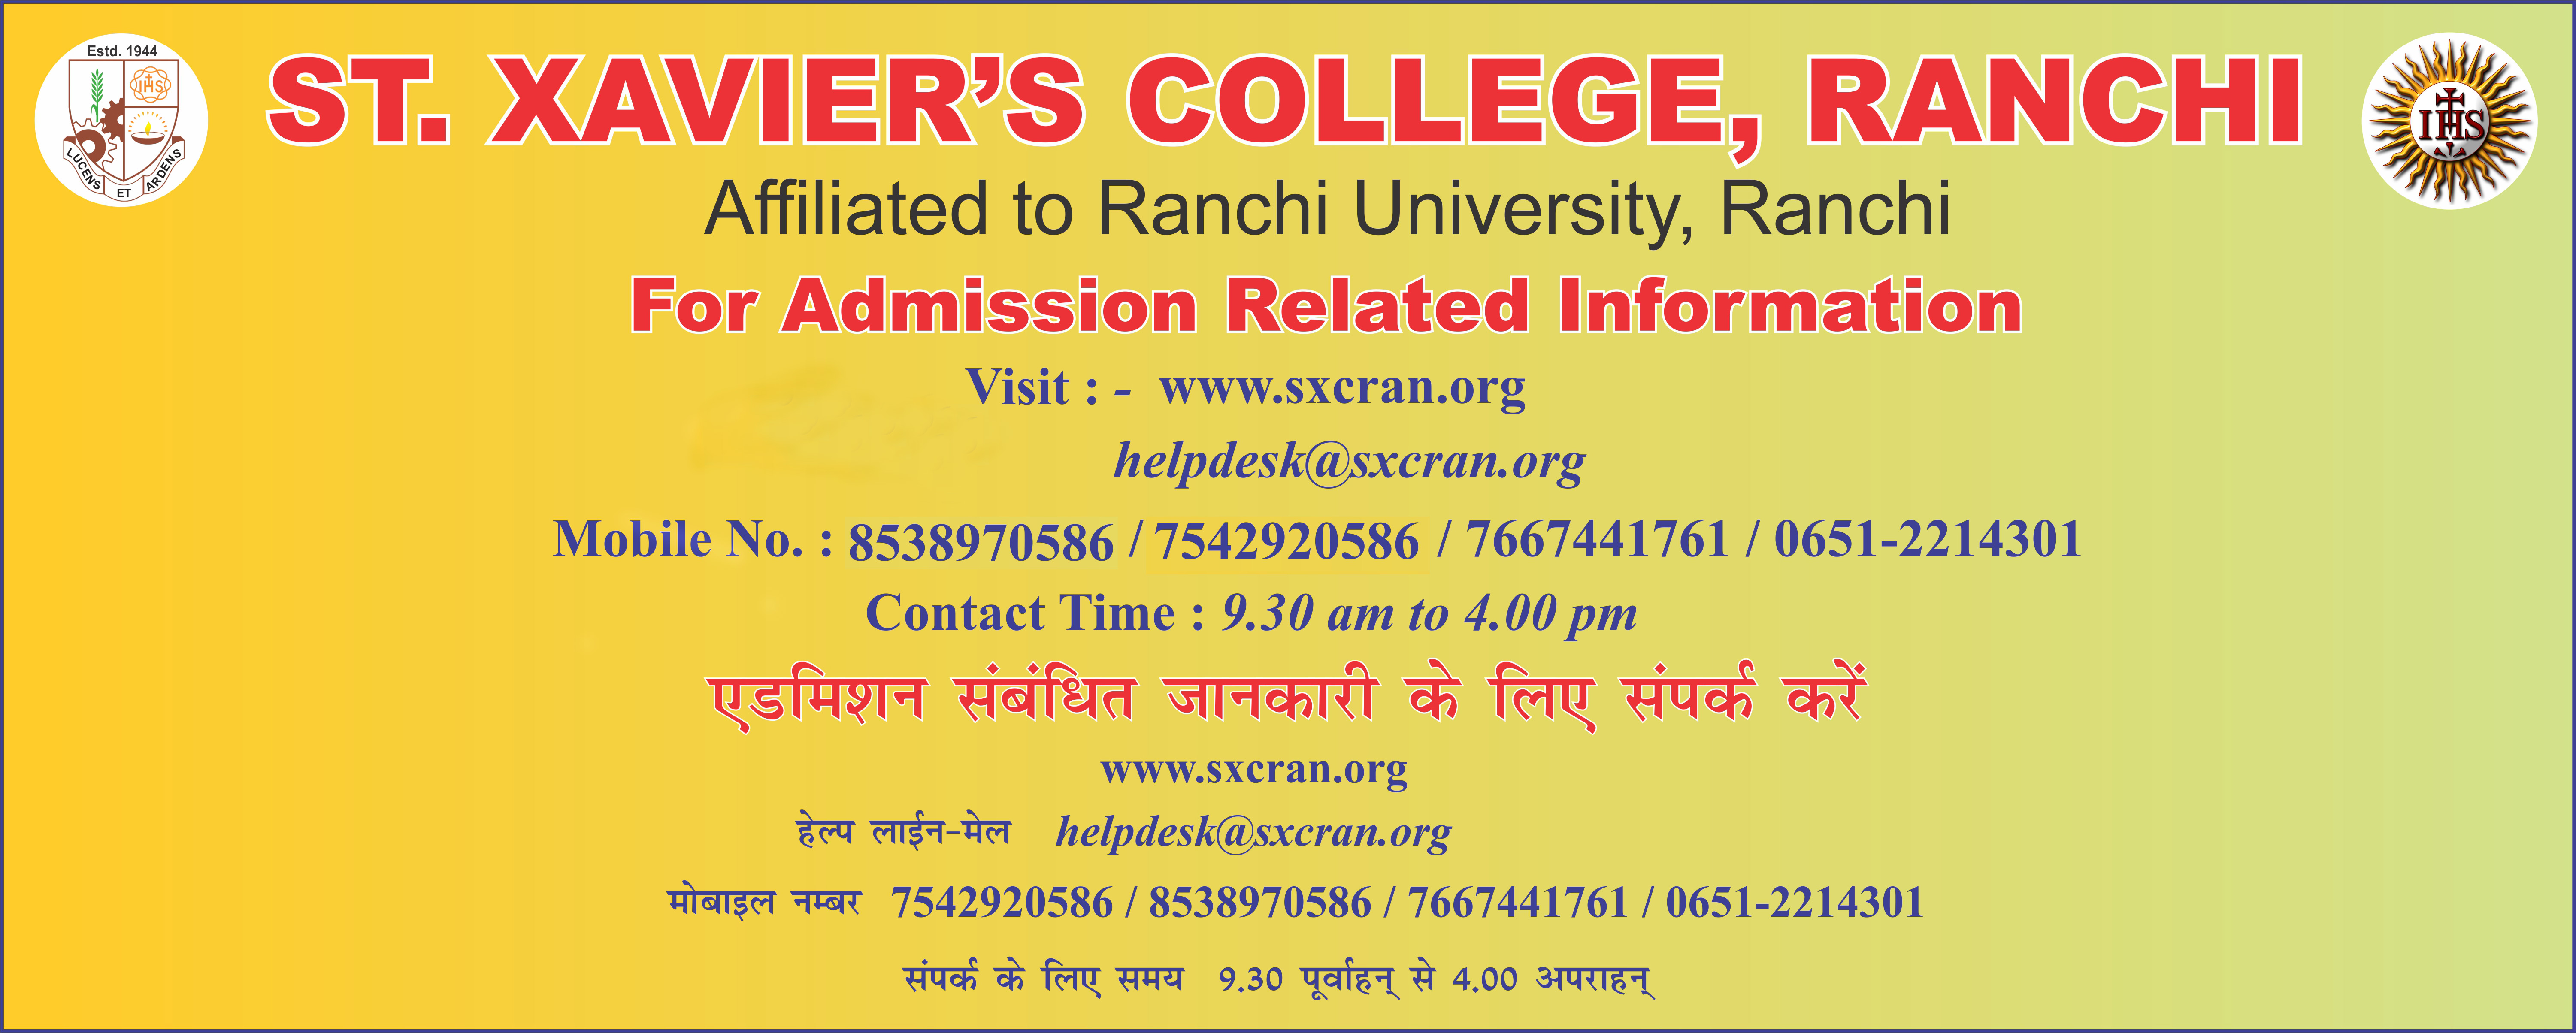 Estd. 1944
IHS
LUCENS ET ARDENS
ST. XAVIER'S COLLEGE, RANCHI
IHS
Affiliated to Ranchi University, Ranchi
For Admission Related Information
Visit : - www.sxcran.org
helpdesk@sxcran.org
Mobile No. : 8538970586 / 7542920586 / 7667441761 / 0651-2214301
Contact Time : 9.30 am to 4.00 pm
एडमिशन संबंधित जानकारी के लिए संपर्क करें
www.sxcran.org
हेल्प लाईन-मेल helpdesk@sxcran.org
मोबाइल नम्बर 7542920586 / 8538970586 / 7667441761 / 0651-2214301
संपर्क के लिए समय 9.30 पूर्वाहन् से 4.00 अपराहन्